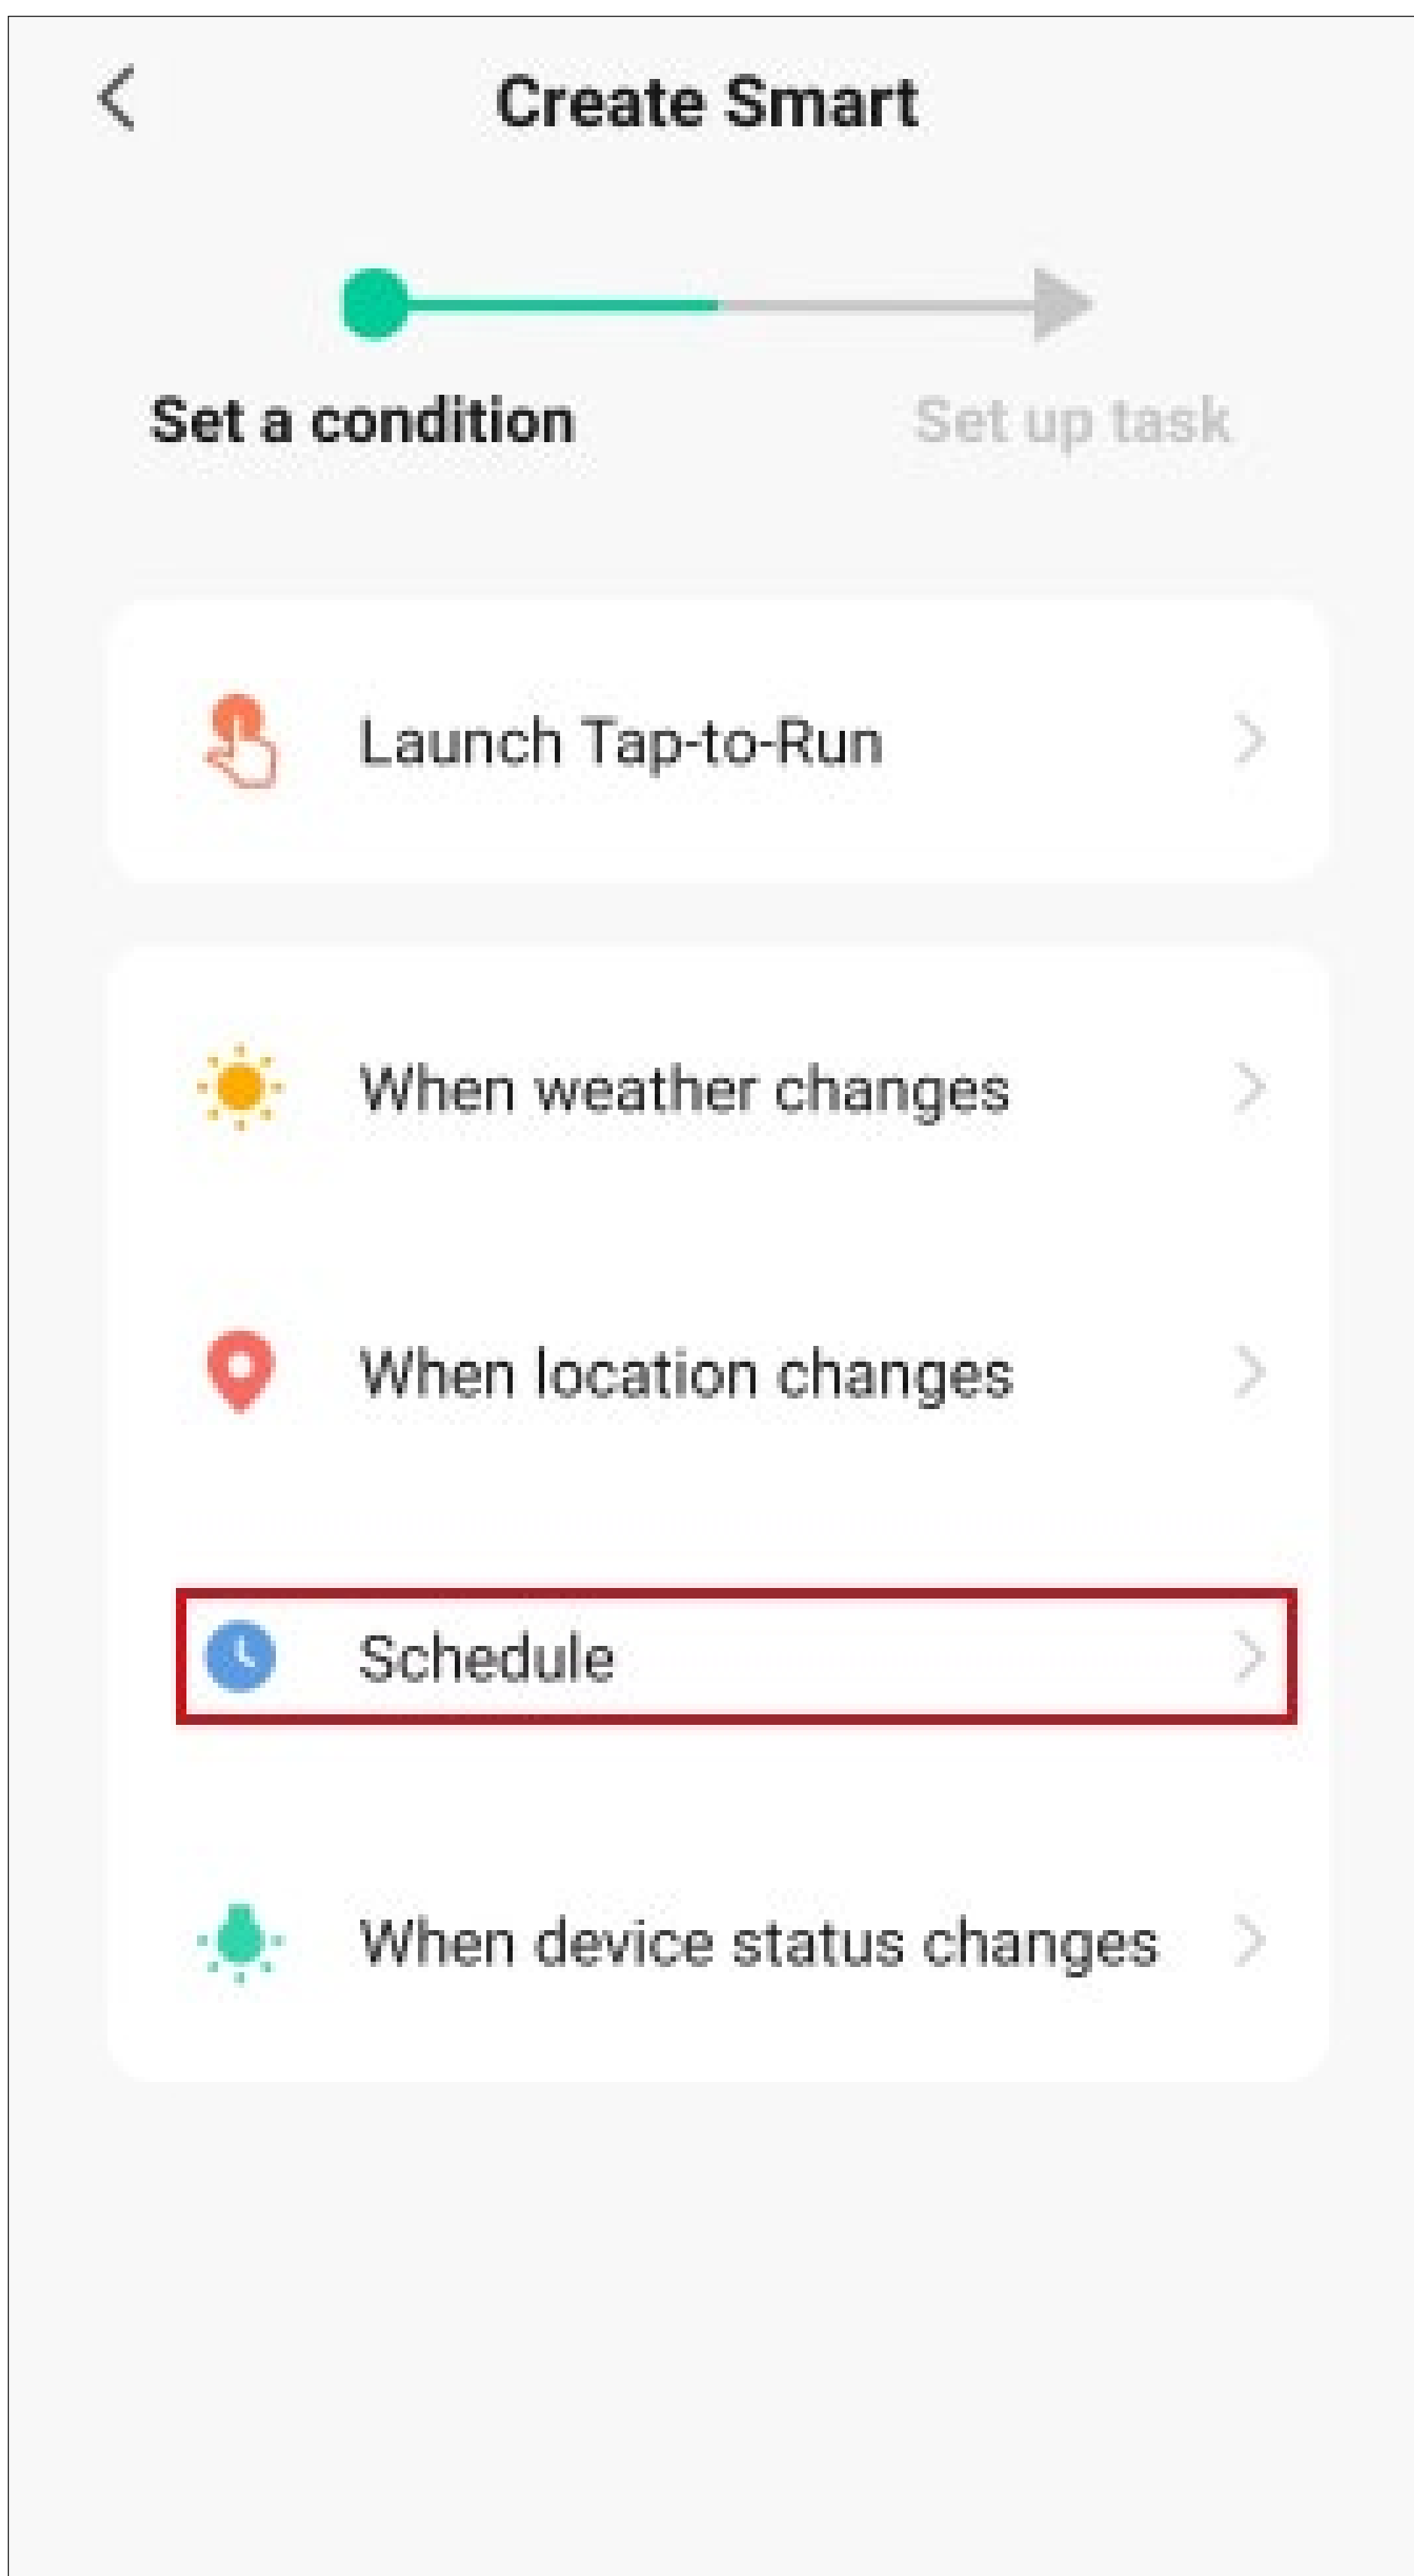 Create Smart
Set a condition
Set up task
Launch Tap-to-Run
When weather changes
When location changes
Schedule
When device status changes